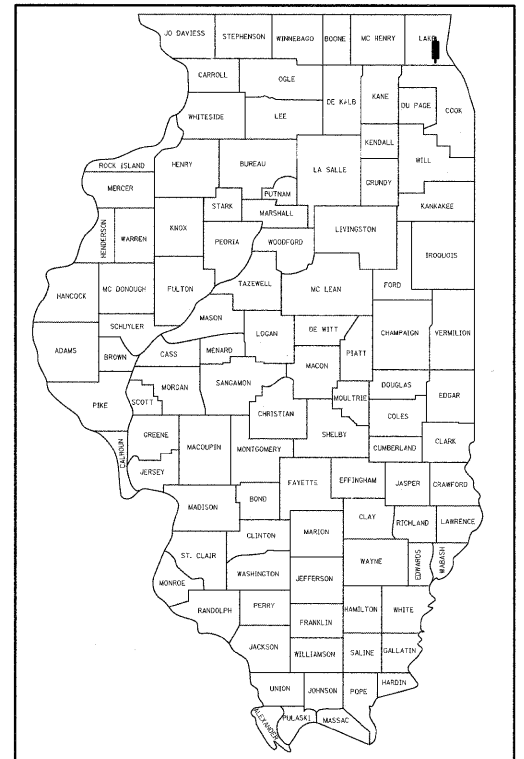 JO DAVIESS STEPHENSON WINNEBAGO BOONE MC HENRY LAKE
CARROLL OGLE DE KALB KANE DU PAGE COOK
WHITESIDE LEE KENDALL WILL
ROCK ISLAND HENRY BUREAU LA SALLE GRUNDY
MERCER PUTNAM KANKAKEE
STARK MARSHALL
HENDERSON WARREN KNOX PEORIA WOODFORD LIVINGSTON IROQUOIS
HANCOCK MC DONOUGH FULTON TAZEWELL MC LEAN FORD
MASON
SCHUYLER LOGAN DE WITT CHAMPAIGN VERMILION
ADAMS BROWN CASS MENARD MACON PIATT
MORGAN SANGAMON DOUGLAS EDGAR
PIKE SCOTT CHRISTIAN MOULTRIE COLES
CALHOUN GREENE MACOUPIN MONTGOMERY SHELBY CUMBERLAND CLARK
JERSEY
FAYETTE EFFINGHAM JASPER CRAWFORD
MADISON BOND
CLAY RICHLAND LAWRENCE
CLINTON MARION
ST. CLAIR WAYNE EDWARDS WABASH
MONROE WASHINGTON JEFFERSON
RANDOLPH PERRY HAMILTON WHITE
FRANKLIN
JACKSON WILLIAMSON SALINE GALLATIN
UNION JOHNSON POPE HARDIN
ALEXANDER PULASKI MASSAC